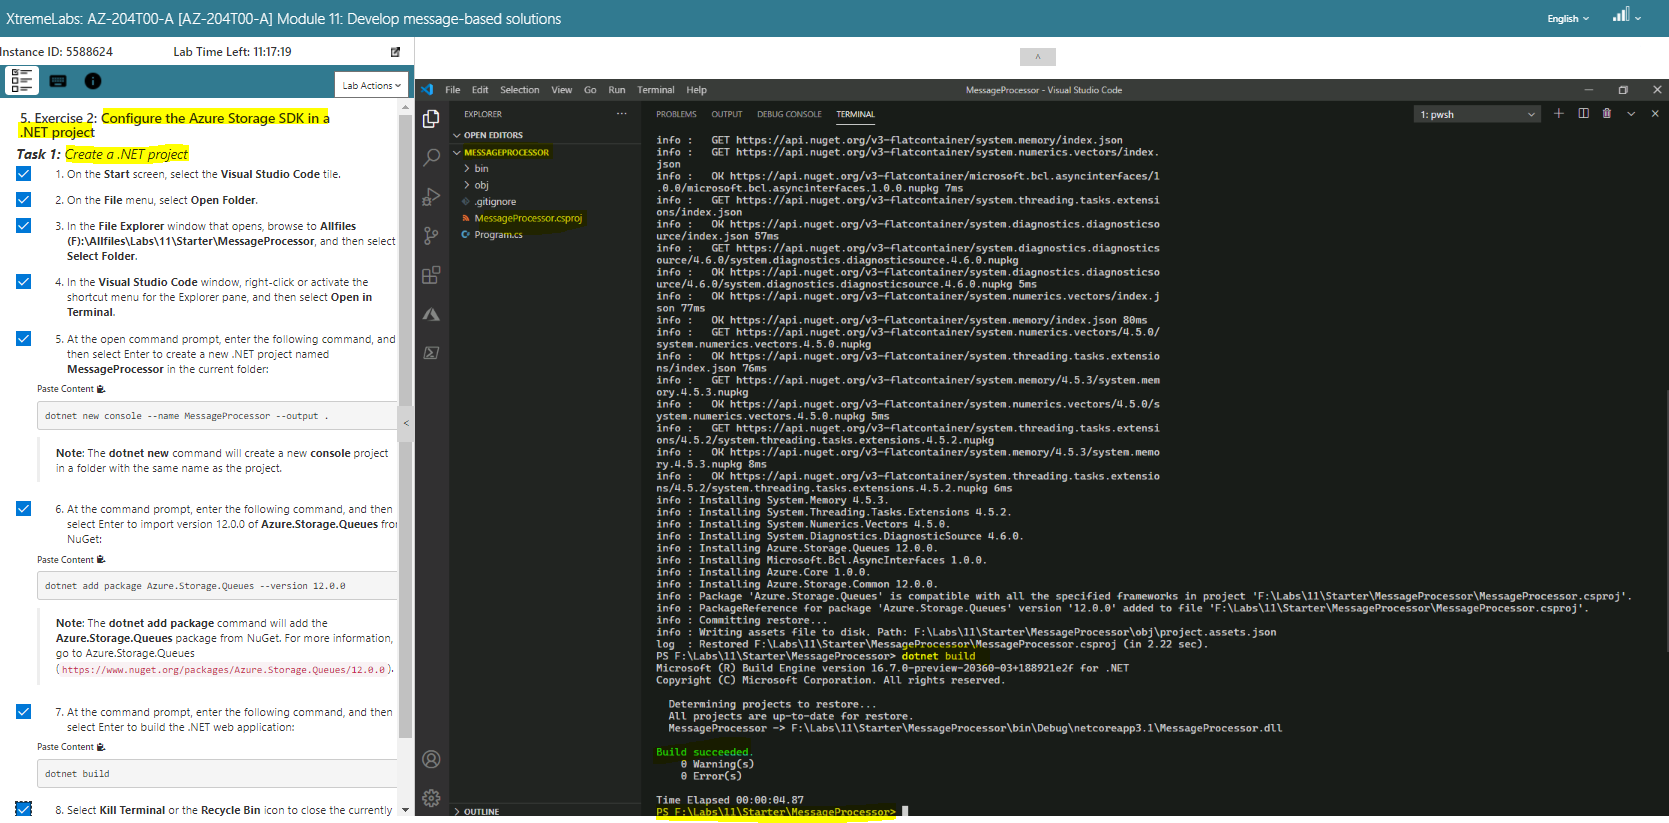 XtremeLabs: AZ-204T00-A [AZ-204T00-A] Module 11: Develop message-based solutions
English
Instance ID: 5588624
Lab Time Left: 11:17:19
Lab Actions
5. Exercise 2: Configure the Azure Storage SDK in a
.NET project
Task 1: Create a .NET project
1. On the Start screen, select the Visual Studio Code tile.
2. On the File menu, select Open Folder.
3. In the File Explorer window that opens, browse to Allfiles
(F):\Allfiles\Labs\11\Starter\MessageProcessor, and then select
Select Folder.
4. In the Visual Studio Code window, right-click or activate the
shortcut menu for the Explorer pane, and then select Open in
Terminal.
5. At the open command prompt, enter the following command, and
then select Enter to create a new .NET project named
MessageProcessor in the current folder:
Paste Content
dotnet new console --name MessageProcessor --output .
Note: The dotnet new command will create a new console project
in a folder with the same name as the project.
6. At the command prompt, enter the following command, and then
select Enter to import version 12.0.0 of Azure.Storage.Queues from
NuGet:
Paste Content
dotnet add package Azure.Storage.Queues --version 12.0.0
Note: The dotnet add package command will add the
Azure.Storage.Queues package from NuGet. For more information,
go to Azure.Storage.Queues
(https://www.nuget.org/packages/Azure.Storage.Queues/12.0.0).
7. At the command prompt, enter the following command, and then
select Enter to build the .NET web application:
Paste Content
dotnet build
8. Select Kill Terminal or the Recycle Bin icon to close the currently
File Edit Selection View Go Run Terminal Help
MessageProcessor - Visual Studio Code
EXPLORER
OPEN EDITORS
MESSAGEPROCESSOR
bin
obj
.gitignore
MessageProcessor.csproj
Program.cs
OUTLINE
PROBLEMS OUTPUT DEBUG CONSOLE TERMINAL
1: pwsh
info : GET https://api.nuget.org/v3-flatcontainer/system.memory/index.json
info : GET https://api.nuget.org/v3-flatcontainer/system.numerics.vectors/index.
json
info : OK https://api.nuget.org/v3-flatcontainer/microsoft.bcl.asyncinterfaces/1
.0.0/microsoft.bcl.asyncinterfaces.1.0.0.nupkg 7ms
info : GET https://api.nuget.org/v3-flatcontainer/system.threading.tasks.extensi
ons/index.json
info : OK https://api.nuget.org/v3-flatcontainer/system.diagnostics.diagnosticso
urce/index.json 57ms
info : GET https://api.nuget.org/v3-flatcontainer/system.diagnostics.diagnostics
ource/4.6.0/system.diagnostics.diagnosticsource.4.6.0.nupkg
info : OK https://api.nuget.org/v3-flatcontainer/system.diagnostics.diagnosticso
urce/4.6.0/system.diagnostics.diagnosticsource.4.6.0.nupkg 5ms
info : OK https://api.nuget.org/v3-flatcontainer/system.numerics.vectors/index.j
son 77ms
info : OK https://api.nuget.org/v3-flatcontainer/system.memory/index.json 80ms
info : GET https://api.nuget.org/v3-flatcontainer/system.numerics.vectors/4.5.0/
system.numerics.vectors.4.5.0.nupkg
info : OK https://api.nuget.org/v3-flatcontainer/system.threading.tasks.extensio
ns/index.json 76ms
info : GET https://api.nuget.org/v3-flatcontainer/system.memory/4.5.3/system.mem
ory.4.5.3.nupkg
info : OK https://api.nuget.org/v3-flatcontainer/system.numerics.vectors/4.5.0/s
ystem.numerics.vectors.4.5.0.nupkg 5ms
info : GET https://api.nuget.org/v3-flatcontainer/system.threading.tasks.extensi
ons/4.5.2/system.threading.tasks.extensions.4.5.2.nupkg
info : OK https://api.nuget.org/v3-flatcontainer/system.memory/4.5.3/system.memo
ry.4.5.3.nupkg 8ms
info : OK https://api.nuget.org/v3-flatcontainer/system.threading.tasks.extensio
ns/4.5.2/system.threading.tasks.extensions.4.5.2.nupkg 6ms
info : Installing System.Memory 4.5.3.
info : Installing System.Threading.Tasks.Extensions 4.5.2.
info : Installing System.Numerics.Vectors 4.5.0.
info : Installing System.Diagnostics.DiagnosticSource 4.6.0.
info : Installing Azure.Storage.Queues 12.0.0.
info : Installing Microsoft.Bcl.AsyncInterfaces 1.0.0.
info : Installing Azure.Core 1.0.0.
info : Installing Azure.Storage.Common 12.0.0.
info : Package 'Azure.Storage.Queues' is compatible with all the specified frameworks in project 'F:\Labs\11\Starter\MessageProcessor\MessageProcessor.csproj'.
info : PackageReference for package 'Azure.Storage.Queues' version '12.0.0' added to file 'F:\Labs\11\Starter\MessageProcessor\MessageProcessor.csproj'.
info : Committing restore...
info : Writing assets file to disk. Path: F:\Labs\11\Starter\MessageProcessor\obj\project.assets.json
log : Restored F:\Labs\11\Starter\MessageProcessor\MessageProcessor.csproj (in 2.22 sec).
PS F:\Labs\11\Starter\MessageProcessor> dotnet build
Microsoft (R) Build Engine version 16.7.0-preview-20360-03+188921e2f for .NET
Copyright (C) Microsoft Corporation. All rights reserved.
Determining projects to restore...
All projects are up-to-date for restore.
MessageProcessor -> F:\Labs\11\Starter\MessageProcessor\bin\Debug\netcoreapp3.1\MessageProcessor.dll
Build succeeded.
0 Warning(s)
0 Error(s)
Time Elapsed 00:00:04.87
PS F:\Labs\11\Starter\MessageProcessor>